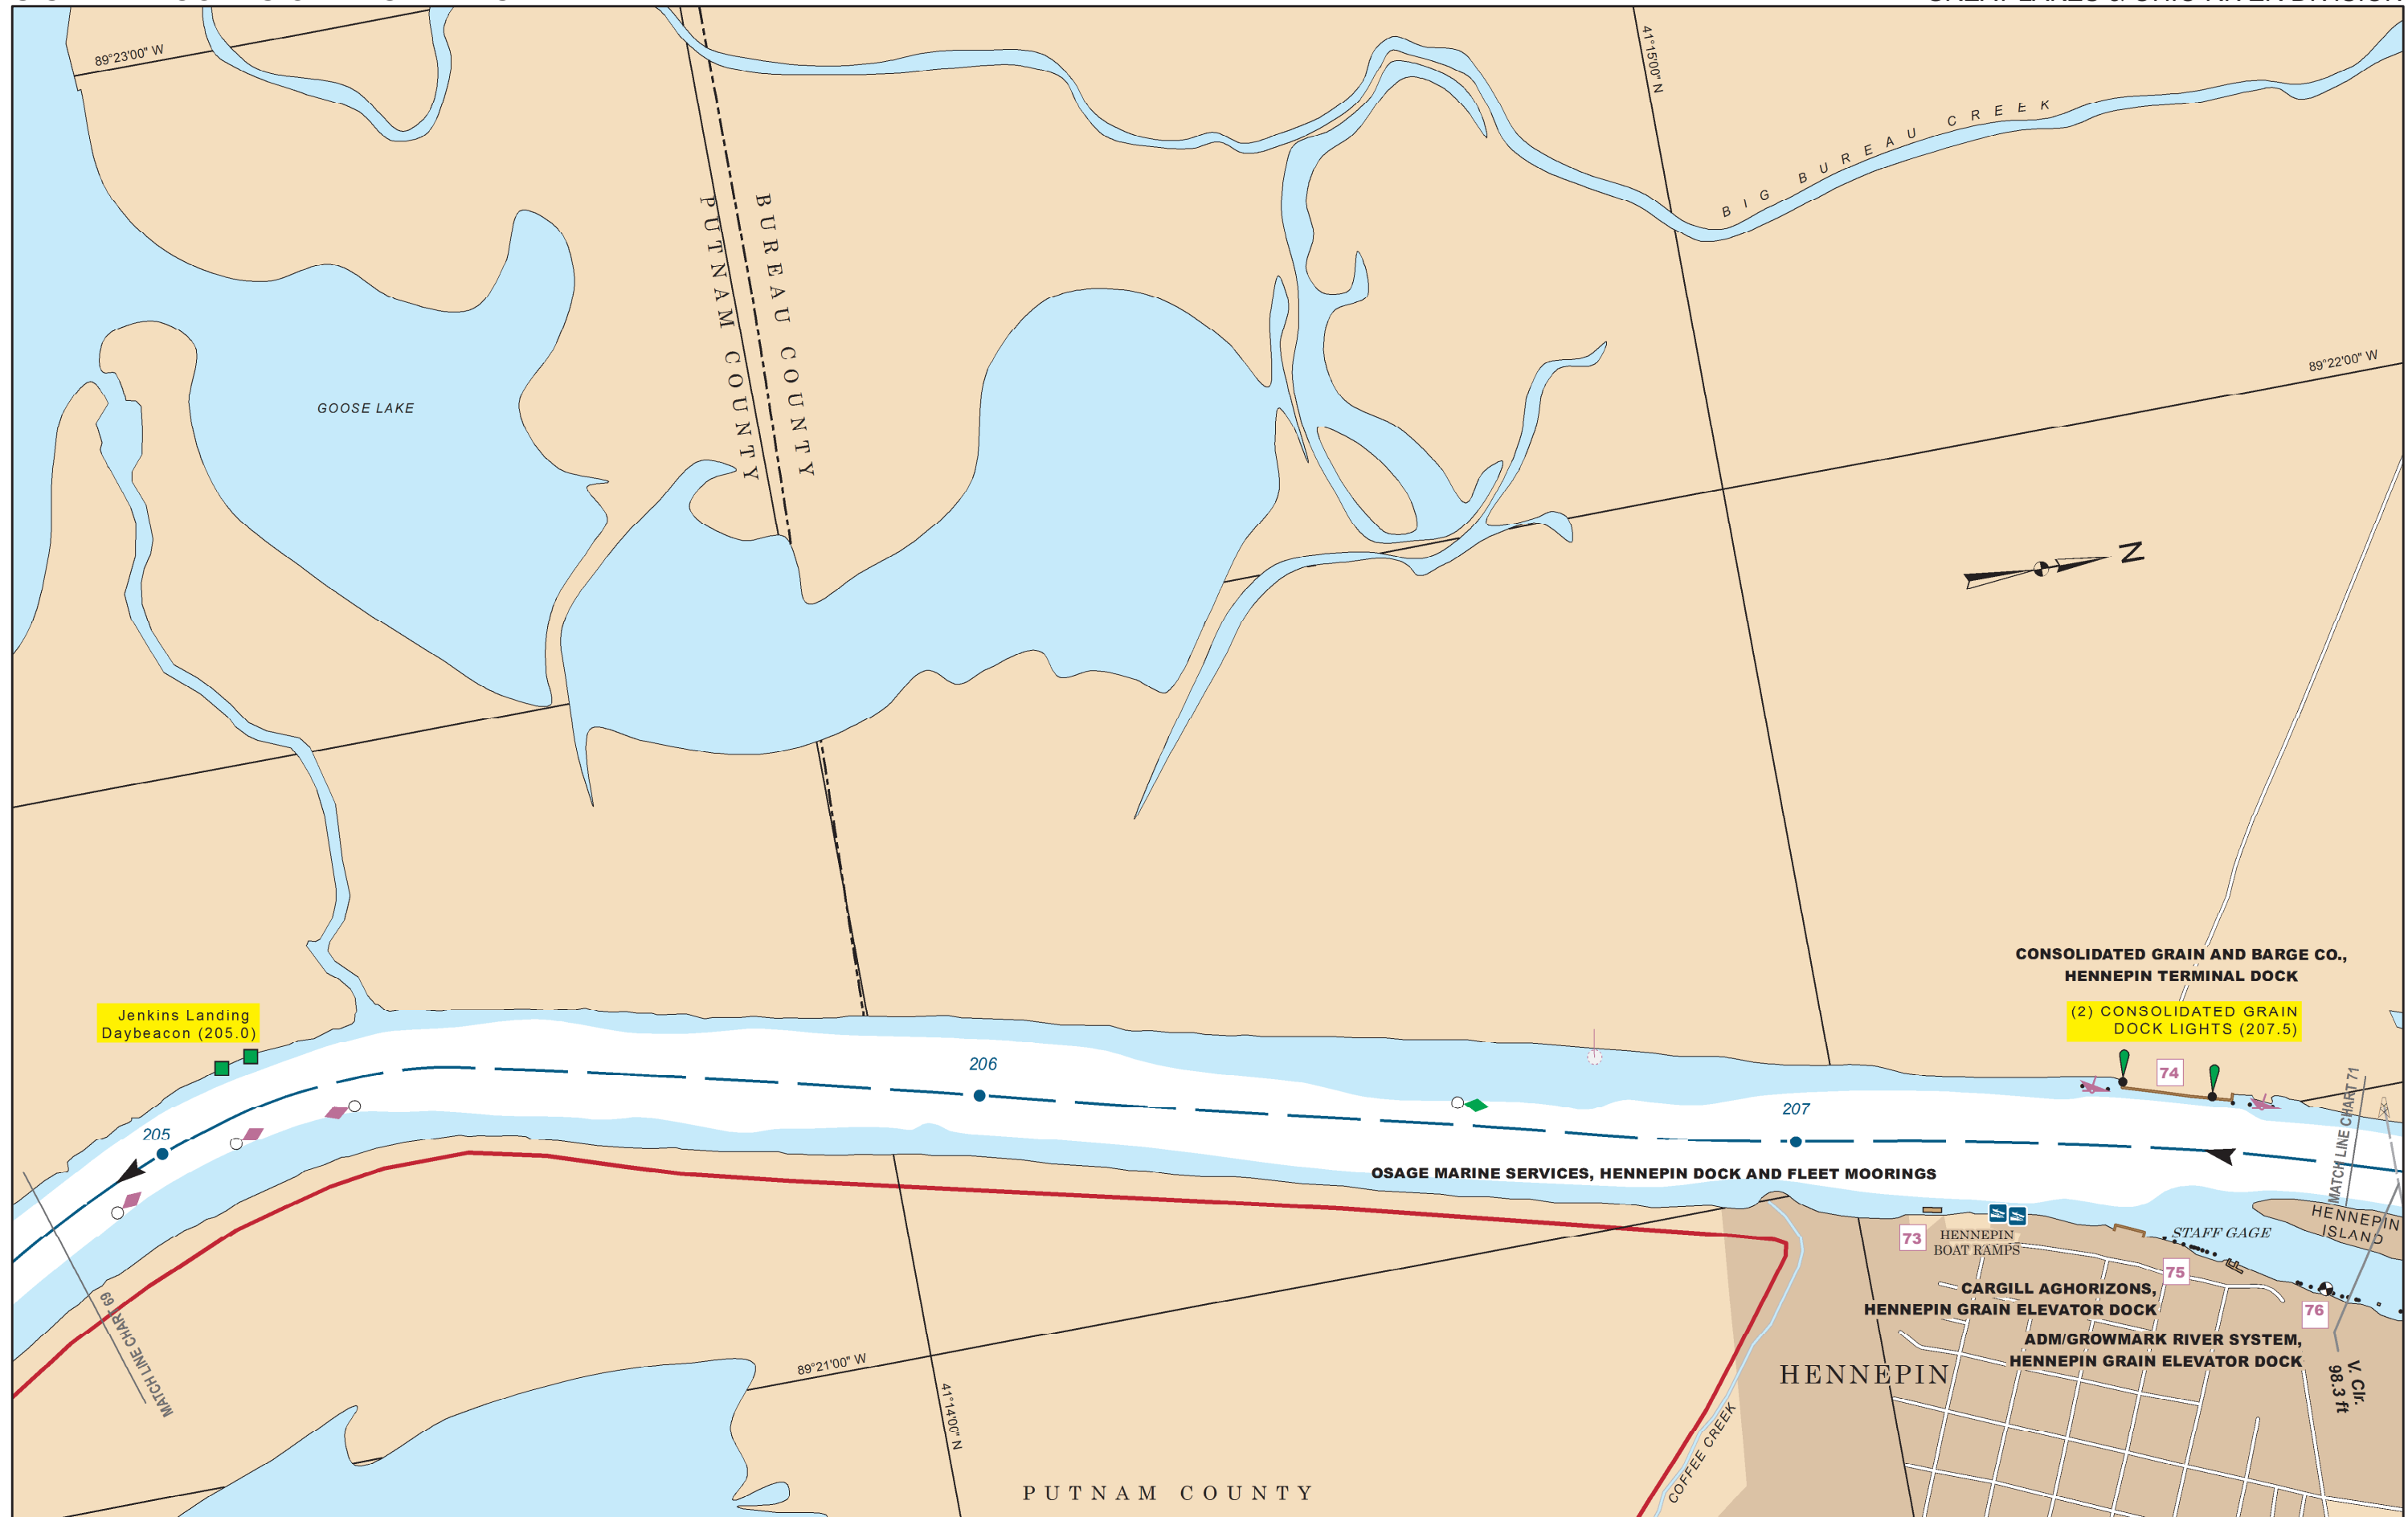 89°23'00" W
41°15'00" N
BIG BUREAU CREEK
PUTNAM COUNTY
BUREAU COUNTY
89°22'00" W
GOOSE LAKE
N
CONSOLIDATED GRAIN AND BARGE CO.,
HENNEPIN TERMINAL DOCK
Jenkins Landing
Daybeacon (205.0)
(2) CONSOLIDATED GRAIN
DOCK LIGHTS (207.5)
206
74
207
205
MATCH LINE CHART 71
OSAGE MARINE SERVICES, HENNEPIN DOCK AND FLEET MOORINGS
HENNEPIN
ISLAND
73
HENNEPIN
BOAT RAMPS
STAFF GAGE
75
CARGILL AGHORIZONS,
HENNEPIN GRAIN ELEVATOR DOCK
76
ADM/GROWMARK RIVER SYSTEM,
HENNEPIN GRAIN ELEVATOR DOCK
MATCH LINE CHART 69
89°21'00" W
41°14'00" N
HENNEPIN
V. Clr.
98.3 ft
COFFEE CREEK
PUTNAM COUNTY